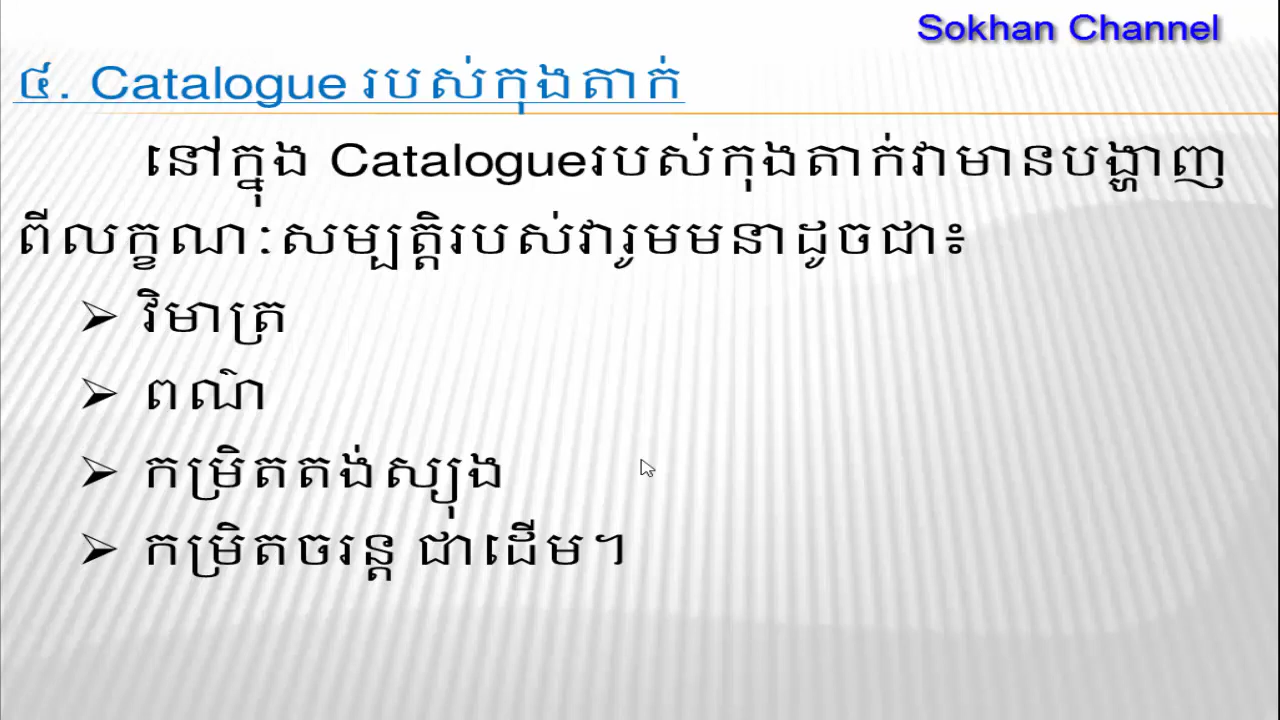 Sokhan Channel
៤. Catalogue របស់កុងតាក់
នៅក្នុង Catalogueរបស់កុងតាក់វាមានបង្ហាញ
ពីលក្ខណៈសម្បត្តិរបស់វារូមមនាដូចជា៖
➢ វិមាត្រ
➢ ពណ៌
➢ កម្រិតតង់ស្យុង
➢ កម្រិតចរន្ត ជាដើម។